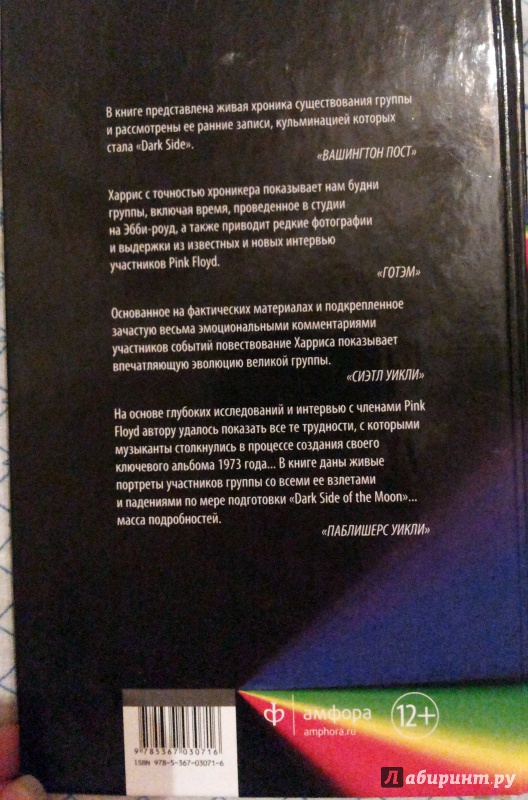 В книге представлена живая хроника существования группы
и рассмотрены ее ранние записи, кульминацией которых
стала «Dark Side».
«ВАШИНГТОН ПОСТ»
Харрис с точностью хроникера показывает нам будни
группы, включая время, проведенное в студии
на Эбби-роуд, а также приводит редкие фотографии
и выдержки из известных и новых интервью
участников Pink Floyd.
«ГОТЭМ»
Основанное на фактических материалах и подкрепленное
зачастую весьма эмоциональными комментариями
участников событий повествование Харриса показывает
впечатляющую эволюцию великой группы.
«СИЭТЛ УИКЛИ»
На основе глубоких исследований и интервью с членами Pink
Floyd автору удалось показать все те трудности, с которыми
музыканты столкнулись в процессе создания своего
ключевого альбома 1973 года... В книге даны живые
портреты участников группы со всеми ее взлетами
и падениями по мере подготовки «Dark Side of the Moon»...
масса подробностей.
«ПАБЛИШЕРС УИКЛИ»
амфора
amphora.ru
12+
9 785367 030716
ISBN 978-5-367-03071-6
Лабиринт.ру